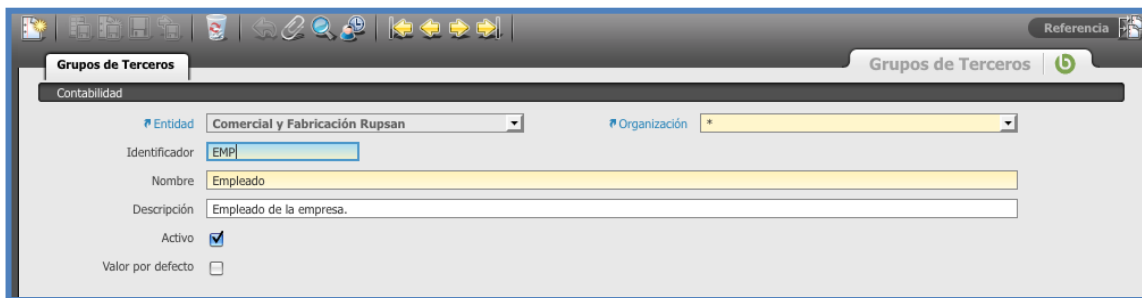 Referencia
Grupos de Terceros
Grupos de Terceros
Contabilidad
Entidad Comercial y Fabricación Rupsan Organización *
Identificador EMP
Nombre Empleado
Descripción Empleado de la empresa.
Activo
Valor por defecto